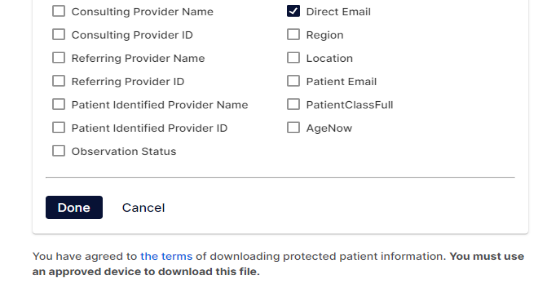 Consulting Provider Name
Direct Email
Consulting Provider ID
Region
Referring Provider Name
Location
Referring Provider ID
Patient Email
Patient Identified Provider Name
PatientClassFull
Patient Identified Provider ID
AgeNow
Observation Status
Done
Cancel
You have agreed to the terms of downloading protected patient information. You must use
an approved device to download this file.